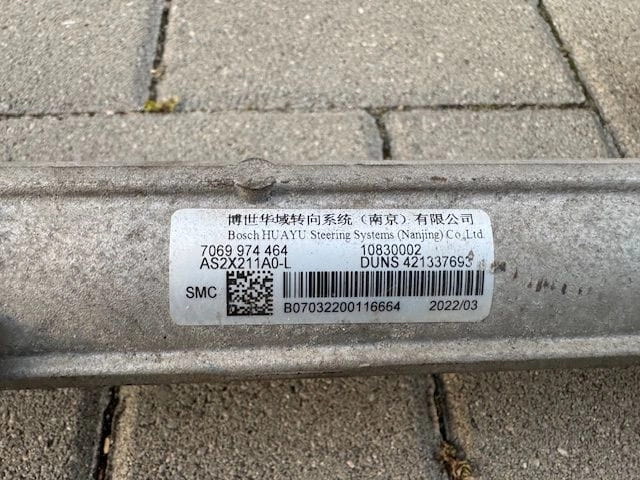 博世华域转向系统（南京）有限公司
Bosch HUAYU Steering Systems (Nanjing) Co,Ltd.
7069 974 464 10830002
AS2X211A0-L DUNS 421337693
SMC
B07032200116664 2022/03